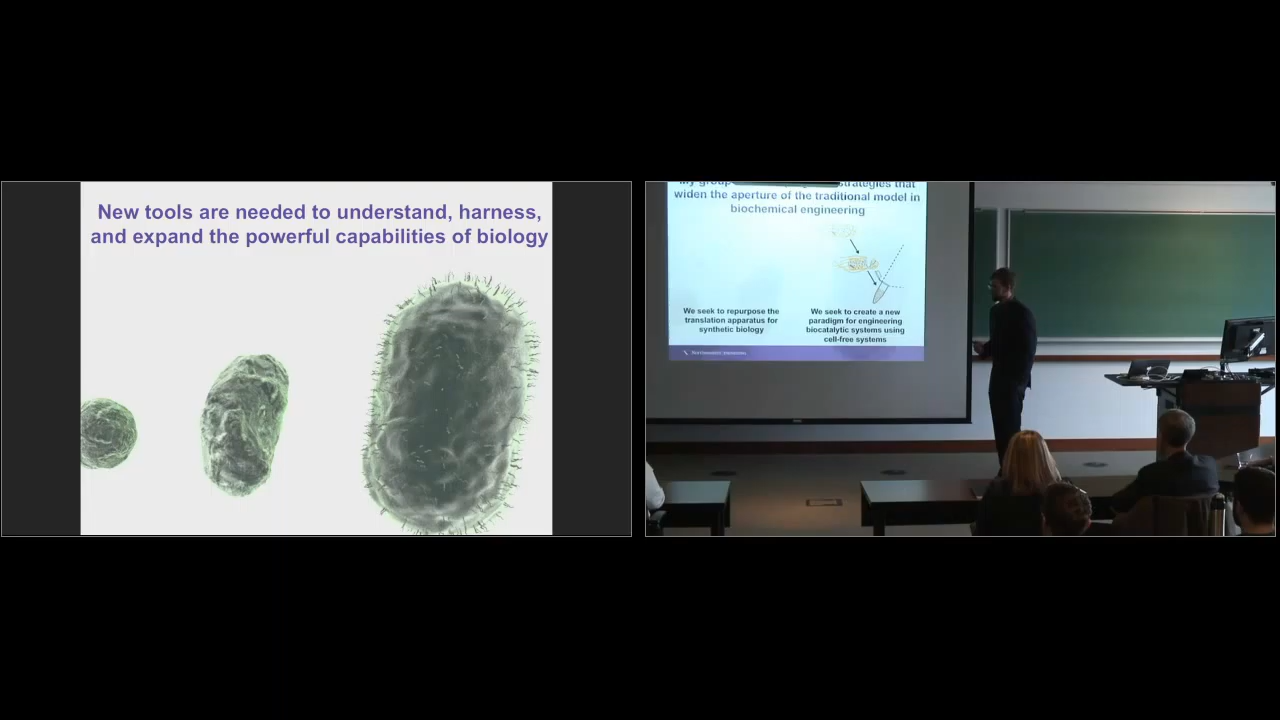 New tools are needed to understand, harness,
and expand the powerful capabilities of biology
My group strategies that
widen the aperture of the traditional model in
biochemical engineering
We seek to repurpose the
translation apparatus for
synthetic biology
We seek to create a new
paradigm for engineering
biocatalytic systems using
cell-free systems